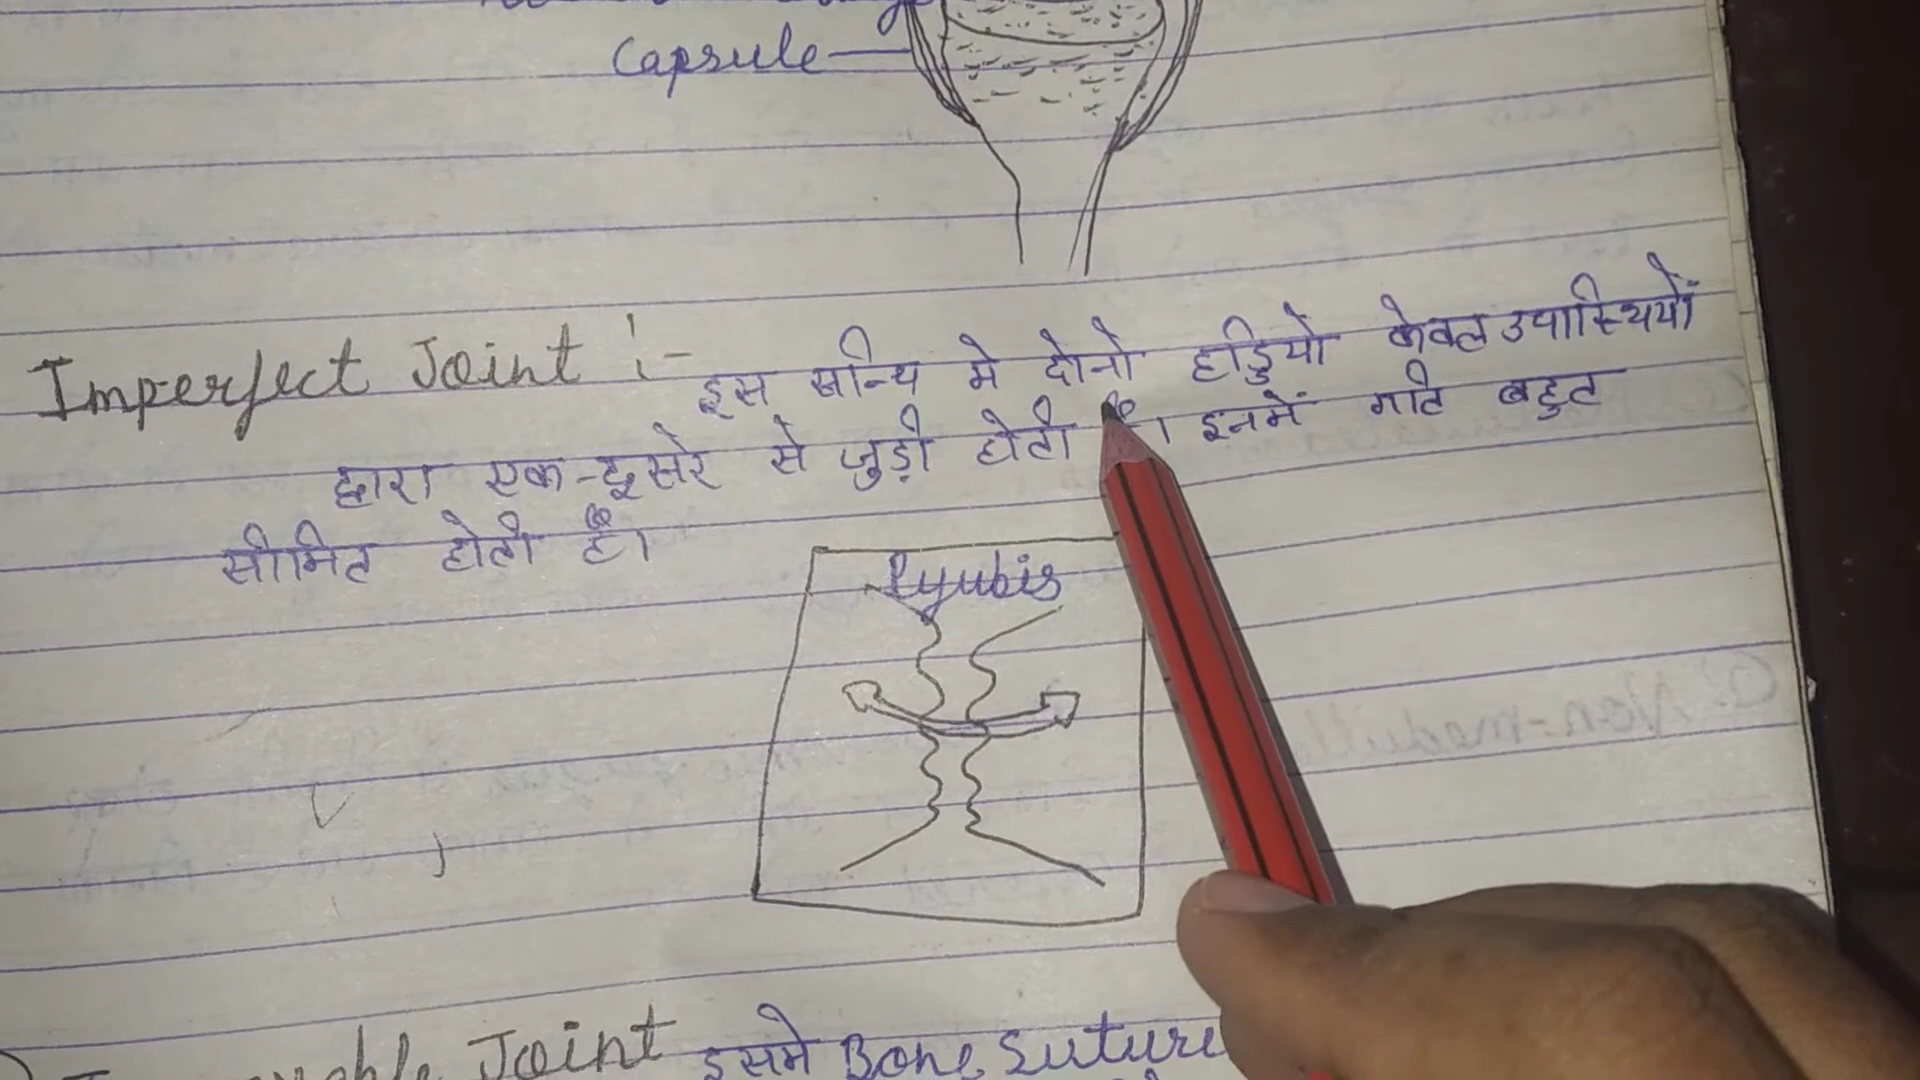 Capsule
Imperfect Joint :- इस सन्धि मे दोनो हड्डियों केवल उपास्थियों
द्वारा एक-दूसरे से जुड़ी होती है। इनमें गति बहुत
सीमित होती है।
Pyubis
Joint इसमे Bone Suture